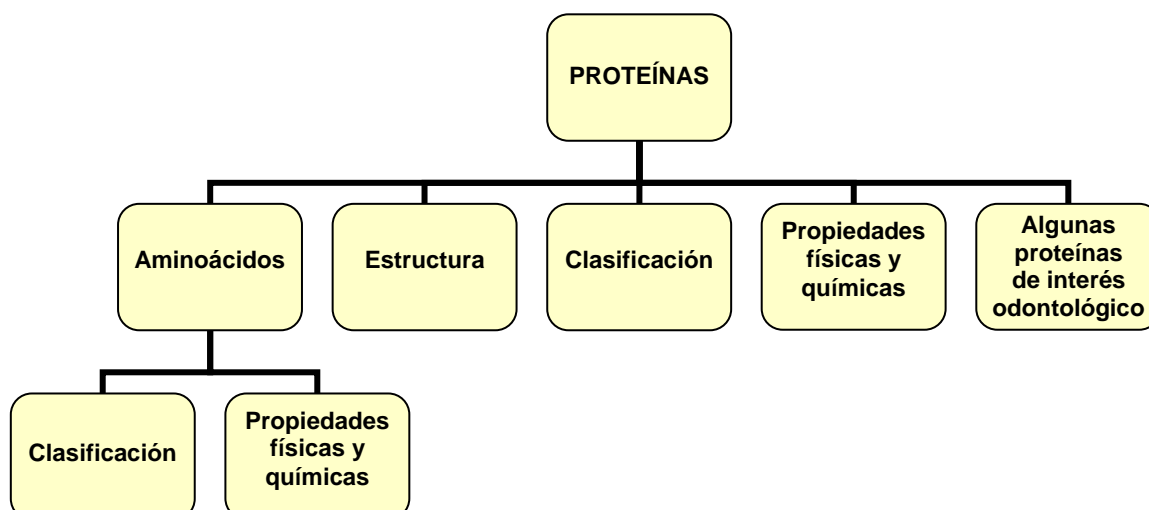 PROTEÍNAS
Aminoácidos
Estructura
Clasificación
Propiedades
físicas y
químicas
Algunas
proteínas
de interés
odontológico
Clasificación
Propiedades
físicas y
químicas